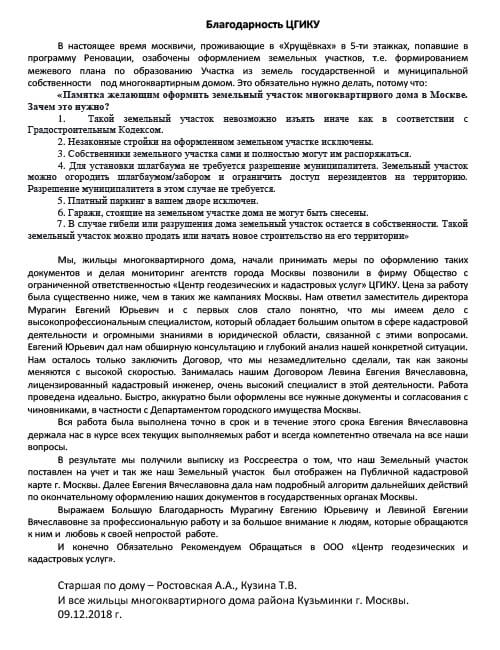 Благодарность ЦГИКУ
В настоящее время москвичи, проживающие в «Хрущёвках» в 5-ти этажках, попавшие в
программу Реновации, озабочены оформлением земельных участков, т.е. формированием
межевого плана по образованию Участка из земель государственной и муниципальной
собственности под многоквартирным домом. Это обязательно нужно делать, потому что:
«Памятка желающим оформить земельный участок многоквартирного дома в Москве.
Зачем это нужно?
1. Такой земельный участок невозможно изъять иначе как в соответствии с
Градостроительным Кодексом.
2. Незаконные стройки на оформленном земельном участке исключены.
3. Собственники земельного участка сами и полностью могут им распоряжаться.
4. Для установки шлагбаума не требуется разрешение муниципалитета. Земельный участок
можно огородить шлагбаумом/забором и ограничить доступ нерезидентов на территорию.
Разрешение муниципалитета в этом случае не требуется.
5. Платный паркинг в вашем дворе исключен.
6. Гаражи, стоящие на земельном участке дома не могут быть снесены.
7. В случае гибели или разрушения дома земельный участок остается в собственности. Такой
земельный участок можно продать или начать новое строительство на его территории»
Мы, жильцы многоквартирного дома, начали принимать меры по оформлению таких
документов и делая мониторинг агентств города Москвы позвонили в фирму Общество с
ограниченной ответственностью «Центр геодезических и кадастровых услуг» ЦГИКУ. Цена за работу
была существенно ниже, чем в таких же кампаниях Москвы. Нам ответил заместитель директора
Мурагин Евгений Юрьевич и с первых слов стало понятно, что мы имеем дело с
высокопрофессиональным специалистом, который обладает большим опытом в сфере кадастровой
деятельности и огромными знаниями в юридической области, связанной с этими вопросами.
Евгений Юрьевич дал нам обширную консультацию и глубокий анализ нашей конкретной ситуации.
Нам осталось только заключить Договор, что мы незамедлительно сделали, так как законы
меняются с высокой скоростью. Занималась нашим Договором Левина Евгения Вячеславовна,
лицензированный кадастровый инженер, очень высокий специалист в этой деятельности. Работа
проведена идеально. Быстро, аккуратно были оформлены все нужные документы и согласования с
чиновниками, в частности с Департаментом городского имущества Москвы.
Вся работа была выполнена точно в срок и в течение этого срока Евгения Вячеславовна
держала нас в курсе всех текущих выполняемых работ и всегда компетентно отвечала на все наши
вопросы.
В результате мы получили выписку из Россреестра о том, что наш Земельный участок
поставлен на учет и так же наш Земельный участок был отображен на Публичной кадастровой
карте г. Москвы. Далее Евгения Вячеславовна дала нам подробный алгоритм дальнейших действий
по окончательному оформлению наших документов в государственных органах Москвы.
Выражаем Большую Благодарность Мурагину Евгению Юрьевичу и Левиной Евгении
Вячеславовне за профессиональную работу и за большое внимание к людям, которые обращаются
к ним и любовь к своей непростой работе.
И конечно Обязательно Рекомендуем Обращаться в ООО «Центр геодезических и
кадастровых услуг».
Старшая по дому – Ростовская А.А., Кузина Т.В.
И все жильцы многоквартирного дома района Кузьминки г. Москвы.
09.12.2018 г.